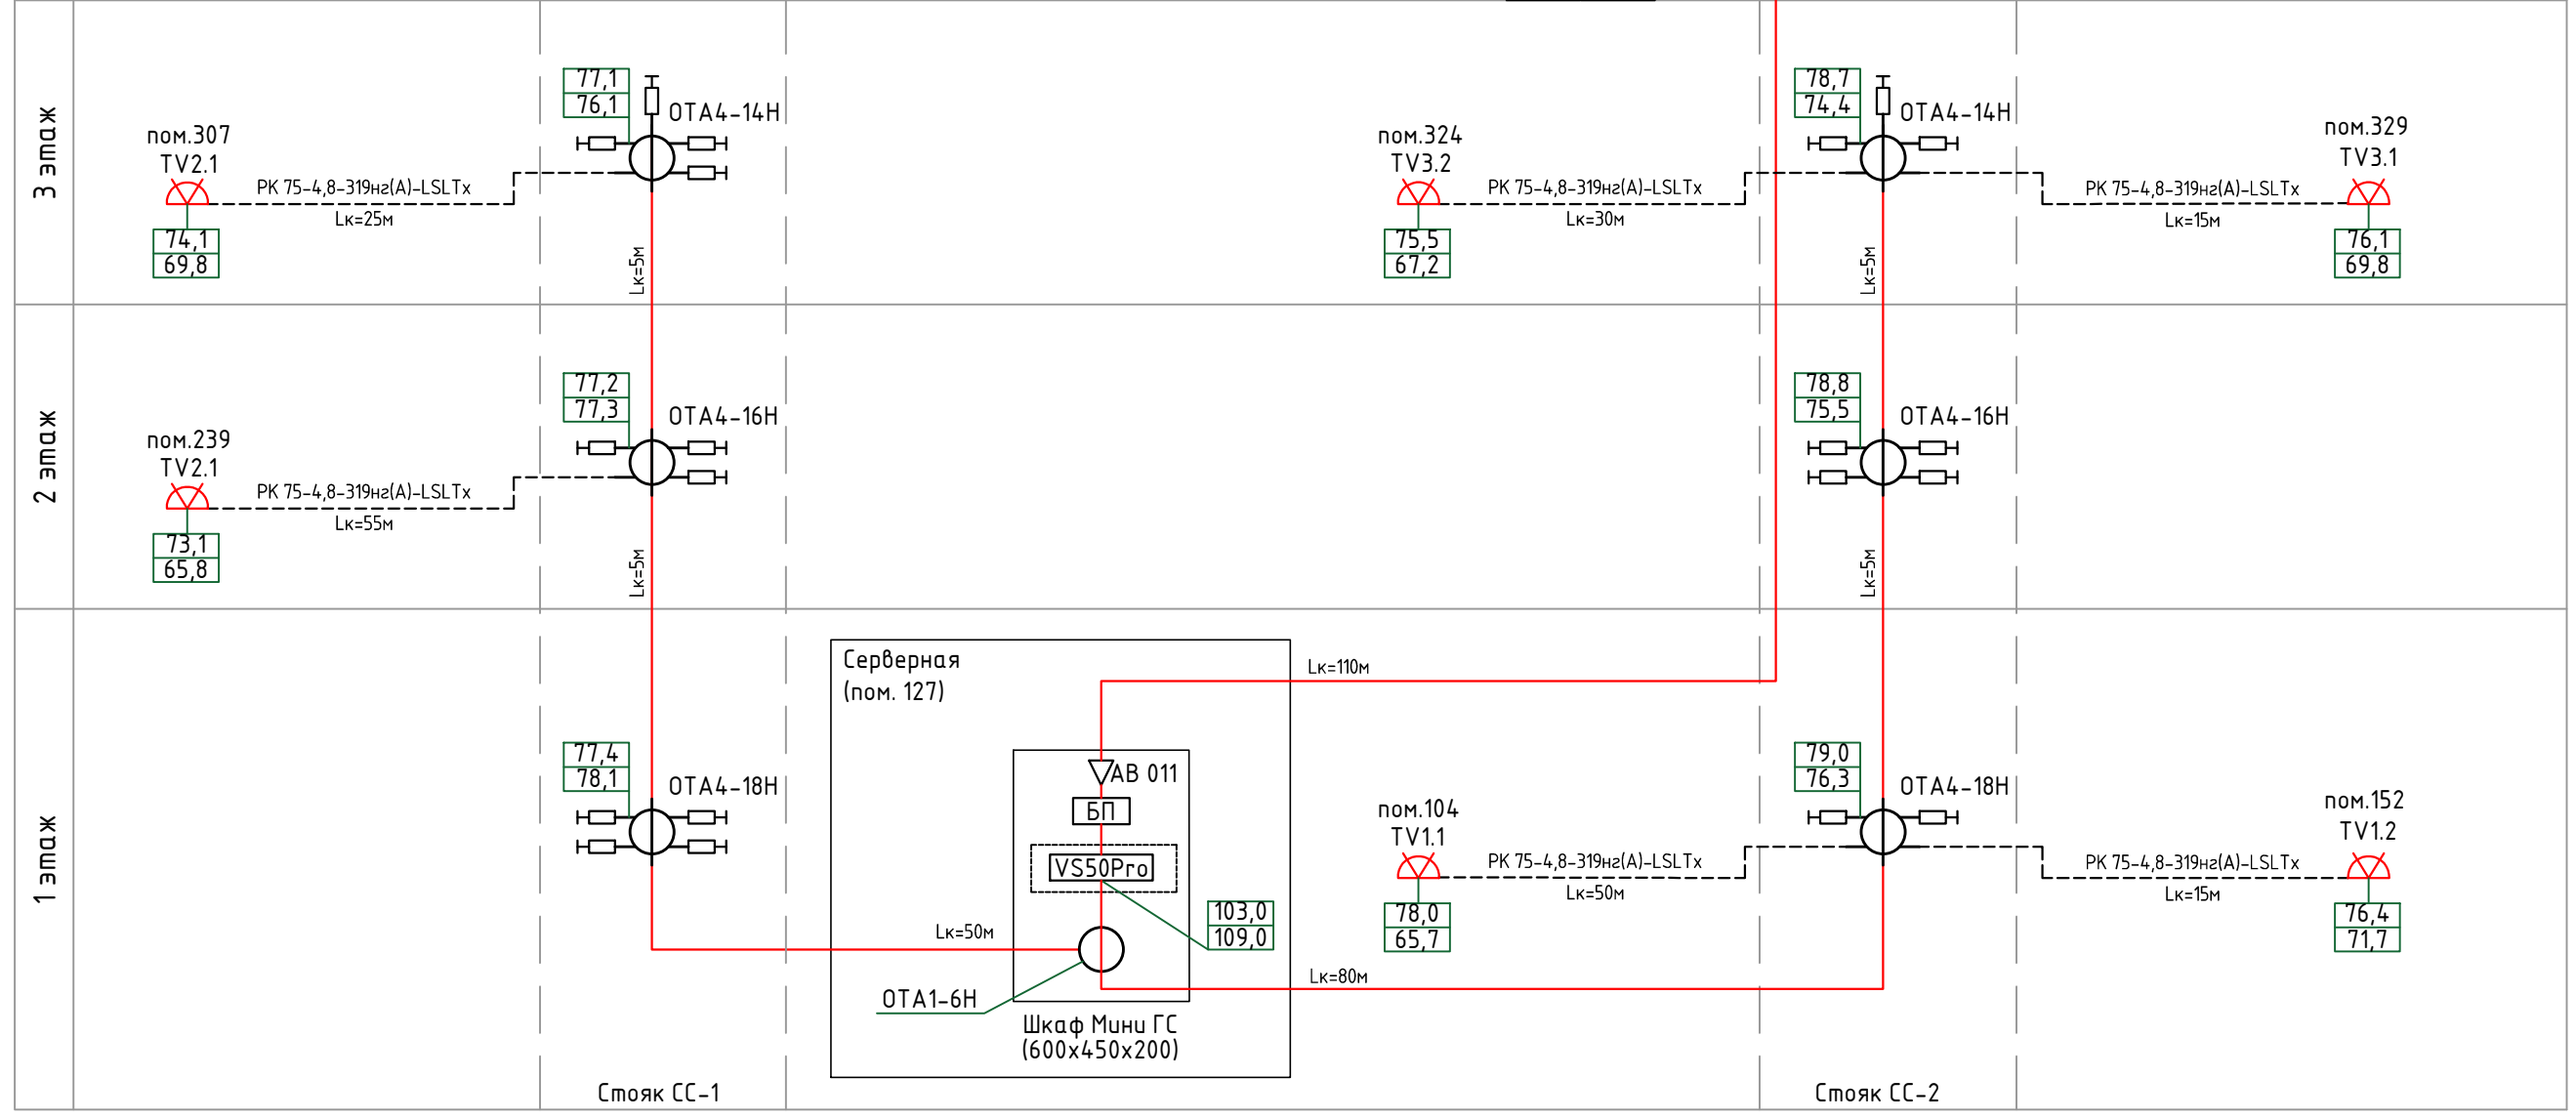 3 этаж
77,1
76,1
ОТА4-14Н
пом.307
TV2.1
РК 75-4,8-319нг(А)-LSLTx
Lк=25м
74,1
69,8
Lк=5м
78,7
74,4
ОТА4-14Н
пом.324
TV3.2
РК 75-4,8-319нг(А)-LSLTx
Lк=30м
75,5
67,2
Lк=5м
пом.329
TV3.1
РК 75-4,8-319нг(А)-LSLTx
Lк=15м
76,1
69,8
2 этаж
77,2
77,3
ОТА4-16Н
пом.239
TV2.1
РК 75-4,8-319нг(А)-LSLTx
Lк=55м
73,1
65,8
Lк=5м
78,8
75,5
ОТА4-16Н
Lк=5м
1 этаж
77,4
78,1
ОТА4-18Н
Серверная
(пом. 127)
Lк=110м
АВ 011
БП
VS50Pro
103,0
109,0
Lк=50м
ОТА1-6Н
Lк=80м
Шкаф Мини ГС
(600х450х200)
79,0
76,3
ОТА4-18Н
пом.104
TV1.1
РК 75-4,8-319нг(А)-LSLTx
Lк=50м
78,0
65,7
пом.152
TV1.2
РК 75-4,8-319нг(А)-LSLTx
Lк=15м
76,4
71,7
Стояк СС-1
Стояк СС-2